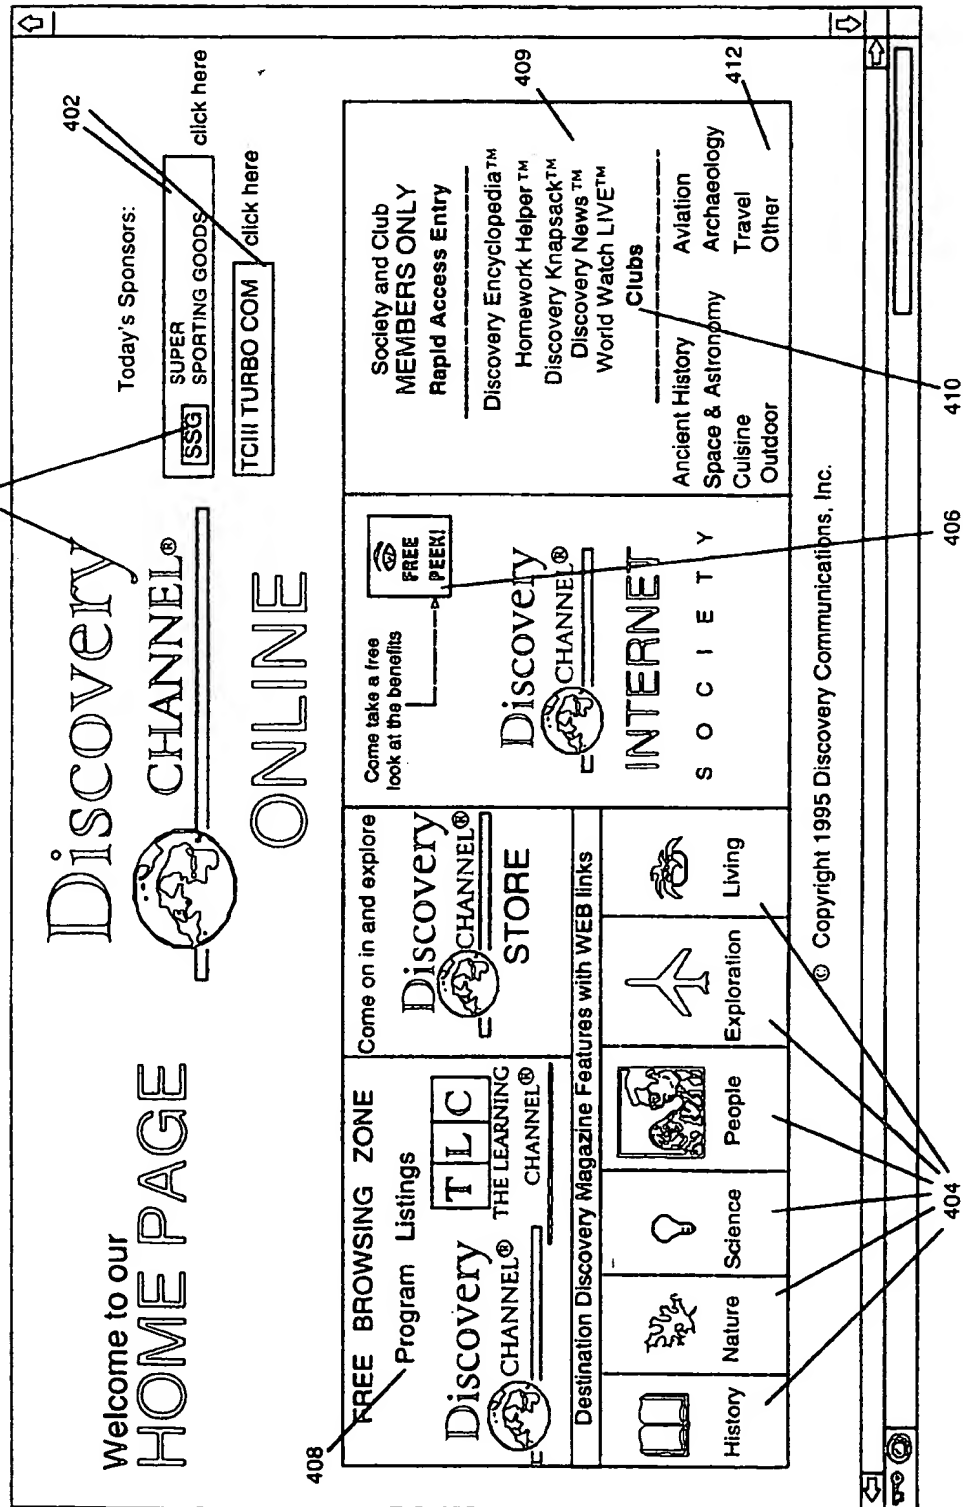 Welcome to our
HOME PAGE
Discovery
CHANNEL®
ONLINE
Today's Sponsors:
402
SSG
SUPER
SPORTING GOODS
click here
TCIII TURBO COM
click here
408
FREE BROWSING ZONE
Program Listings
Discovery
CHANNEL®
T L C
THE LEARNING
CHANNEL®
Come on in and explore
Discovery
CHANNEL®
STORE
Destination Discovery Magazine Features with WEB links
History
Nature
Science
People
Exploration
Living
404
Come take a free
look at the benefits
FREE
PEEK!
Discovery
CHANNEL®
INTERNET
SOCIETY
406
Society and Club
MEMBERS ONLY
Rapid Access Entry
Discovery Encyclopedia™
Homework Helper™
Discovery Knapsack™
Discovery News™
World Watch LIVE™
409
Clubs
410
Ancient History Aviation
Space & Astronomy Archaeology
Cuisine Travel
Outdoor Other
412
© Copyright 1995 Discovery Communications, Inc.